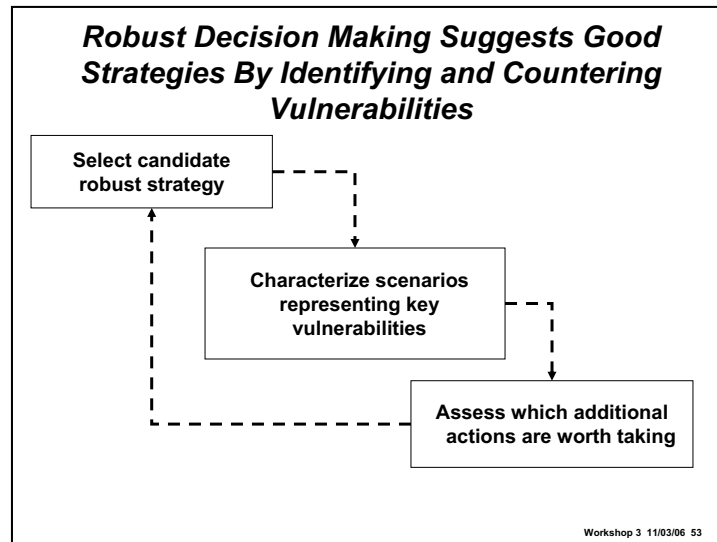 Robust Decision Making Suggests Good
Strategies By Identifying and Countering
Vulnerabilities
Select candidate
robust strategy
Characterize scenarios
representing key
vulnerabilities
Assess which additional
actions are worth taking
Workshop 3 11/03/06 53